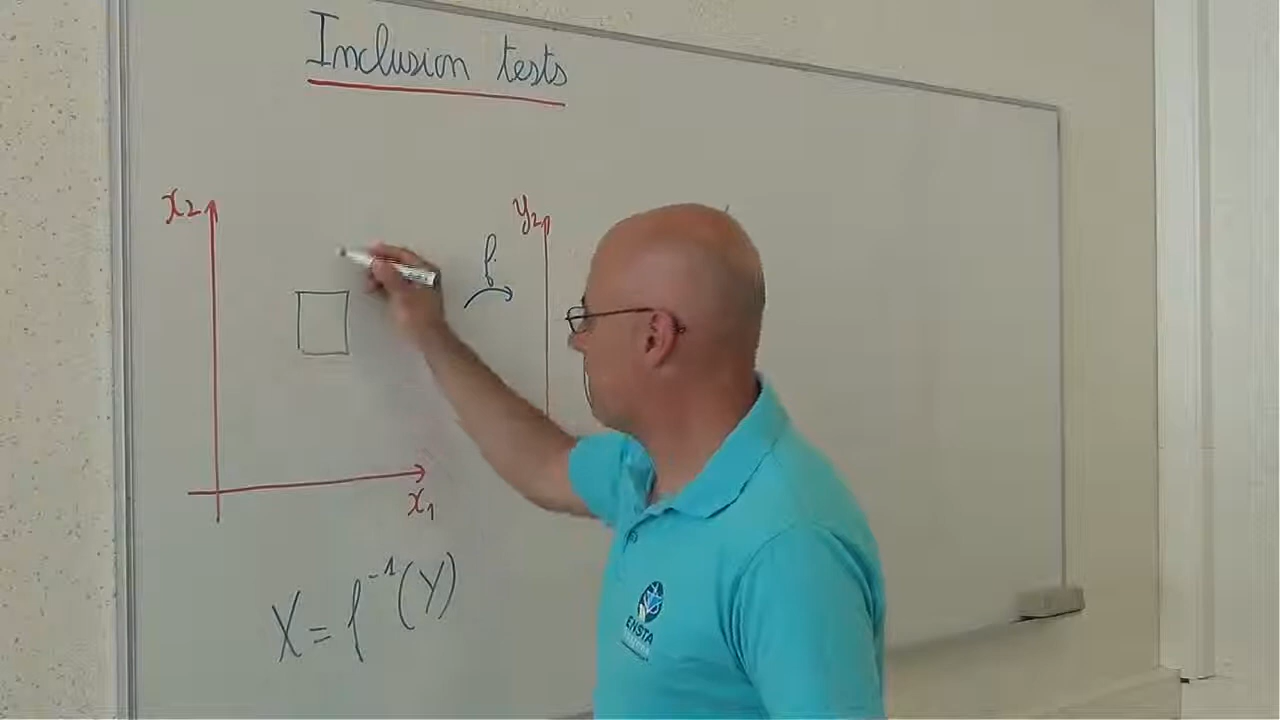 Inclusion tests
x2
y2
f
x1
X = f⁻¹(Y)
ENSTA